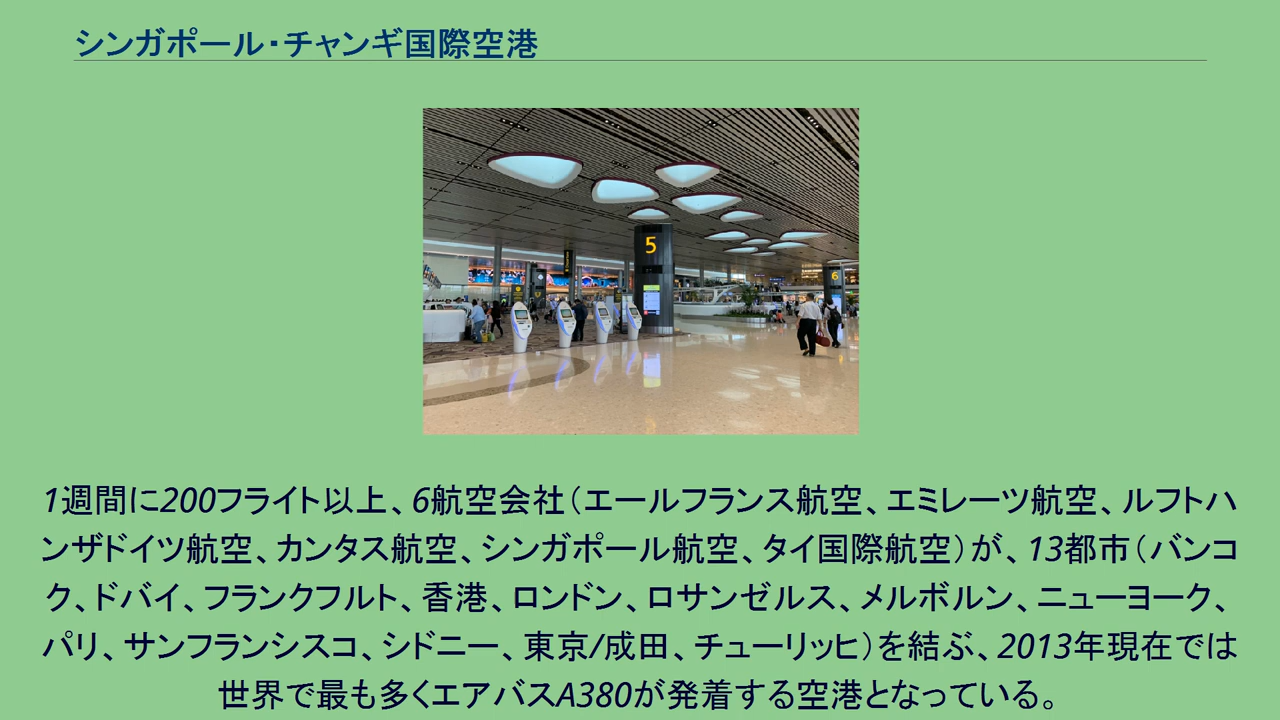 シンガポール・チャンギ国際空港
5
6
1週間に200フライト以上、6航空会社（エールフランス航空、エミレーツ航空、ルフトハ
ンザドイツ航空、カンタス航空、シンガポール航空、タイ国際航空）が、13都市（バンコ
ク、ドバイ、フランクフルト、香港、ロンドン、ロサンゼルス、メルボルン、ニューヨーク、
パリ、サンフランシスコ、シドニー、東京/成田、チューリッヒ）を結ぶ、2013年現在では
世界で最も多くエアバスA380が発着する空港となっている。